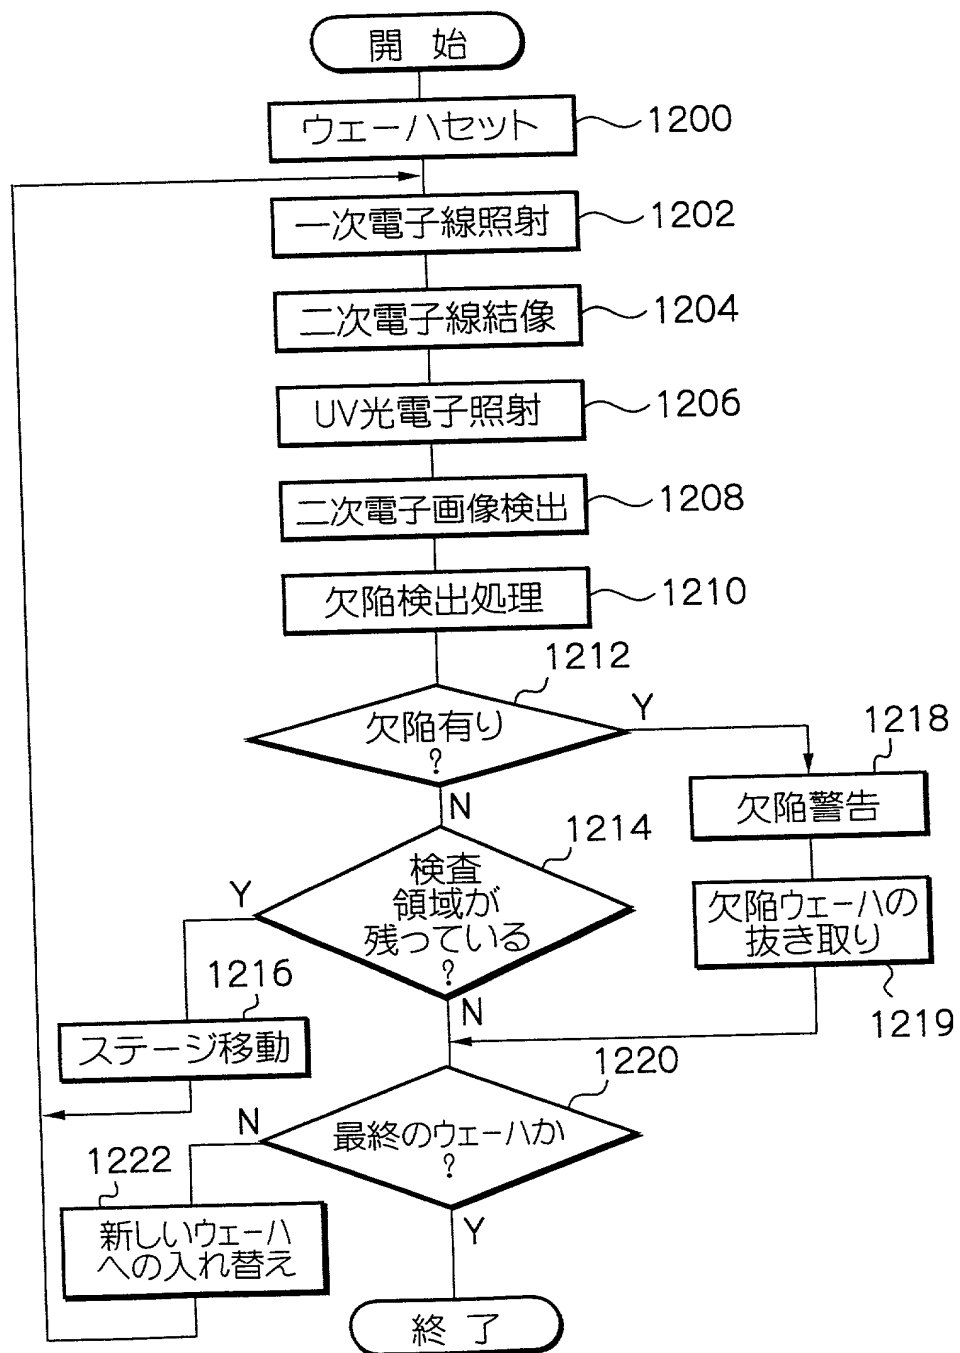 開 始
ウェーハセット
1200
一次電子線照射
1202
二次電子線結像
1204
UV光電子照射
1206
二次電子画像検出
1208
欠陥検出処理
1210
1212
欠陥有り
?
Y
N
1218
欠陥警告
1214
検査
領域が
残っている
?
Y
N
欠陥ウェーハの
抜き取り
1219
1216
ステージ移動
1220
最終のウェーハか
?
N
Y
1222
新しいウェーハ
への入れ替え
終 了